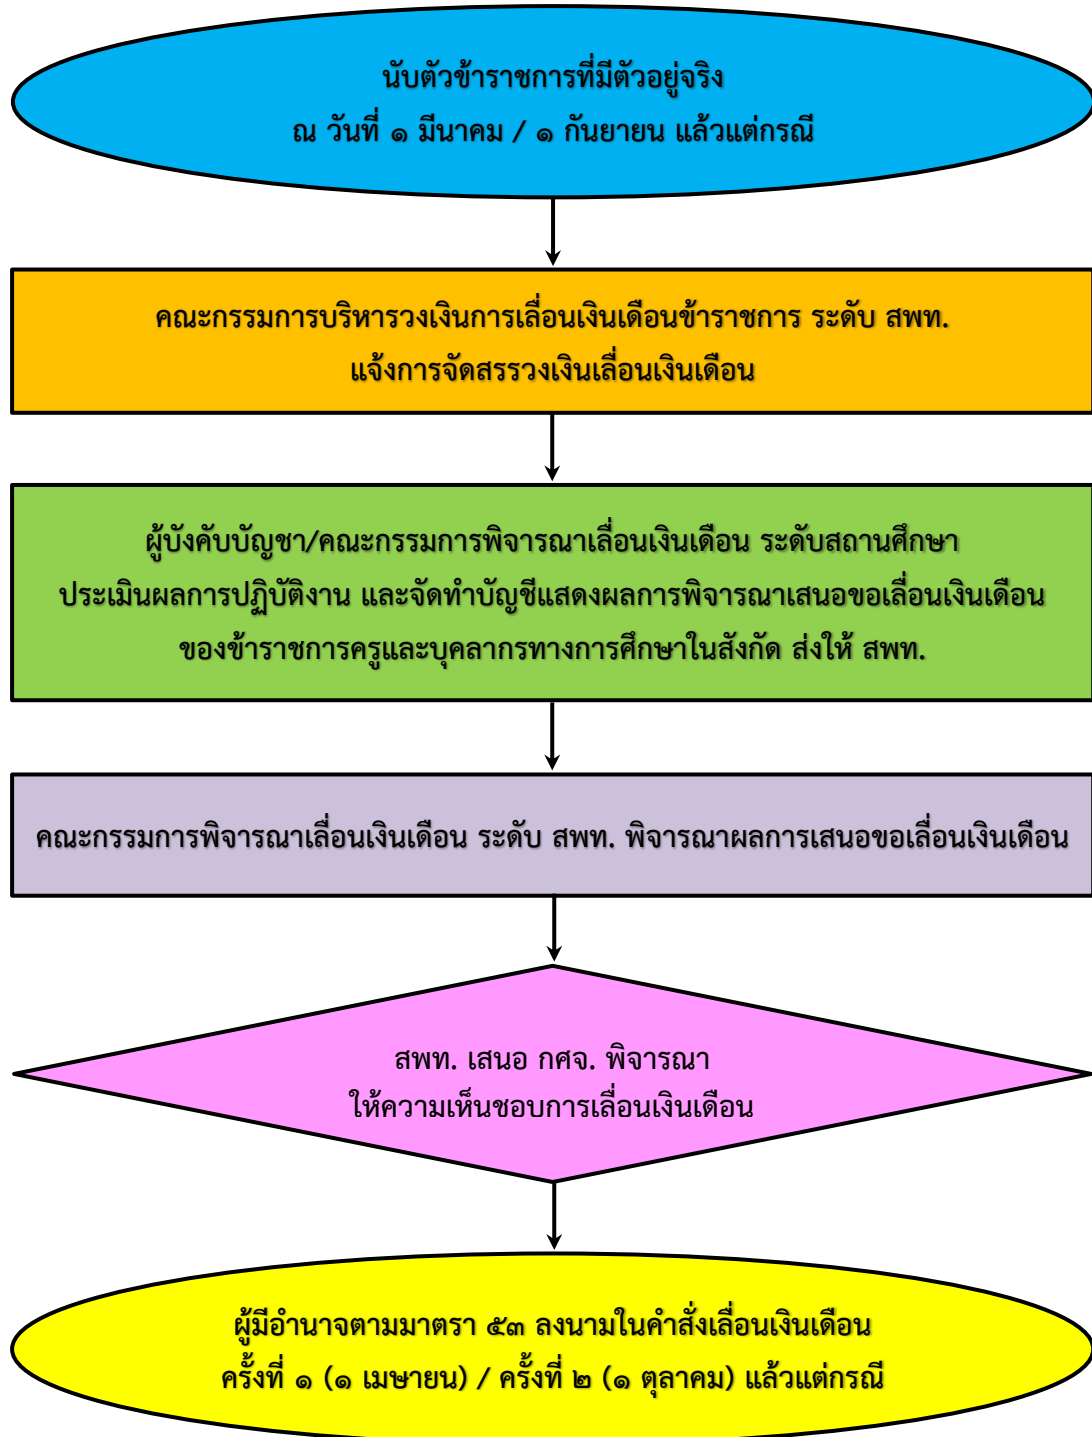 นับตัวข้าราชการที่มีตัวอยู่จริง
ณ วันที่ ๑ มีนาคม / ๑ กันยายน แล้วแต่กรณี
คณะกรรมการบริหารวงเงินการเลื่อนเงินเดือนข้าราชการ ระดับ สพท.
แจ้งการจัดสรรวงเงินเลื่อนเงินเดือน
ผู้บังคับบัญชา/คณะกรรมการพิจารณาเลื่อนเงินเดือน ระดับสถานศึกษา
ประเมินผลการปฏิบัติงาน และจัดทำบัญชีแสดงผลการพิจารณาเสนอขอเลื่อนเงินเดือน
ของข้าราชการครูและบุคลากรทางการศึกษาในสังกัด ส่งให้ สพท.
คณะกรรมการพิจารณาเลื่อนเงินเดือน ระดับ สพท. พิจารณาผลการเสนอขอเลื่อนเงินเดือน
สพท. เสนอ กศจ. พิจารณา
ให้ความเห็นชอบการเลื่อนเงินเดือน
ผู้มีอำนาจตามมาตรา ๕๓ ลงนามในคำสั่งเลื่อนเงินเดือน
ครั้งที่ ๑ (๑ เมษายน) / ครั้งที่ ๒ (๑ ตุลาคม) แล้วแต่กรณี